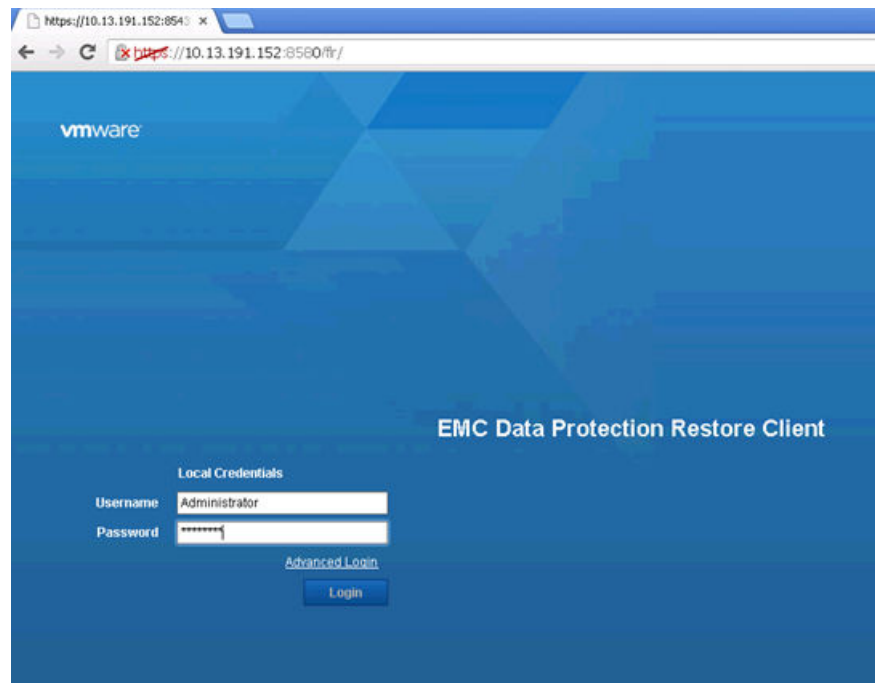 https://10.13.191.152:8543
https://10.13.191.152:8580/flr/
vmware
EMC Data Protection Restore Client
Local Credentials
Username Administrator
Password ********
Advanced Login
Login